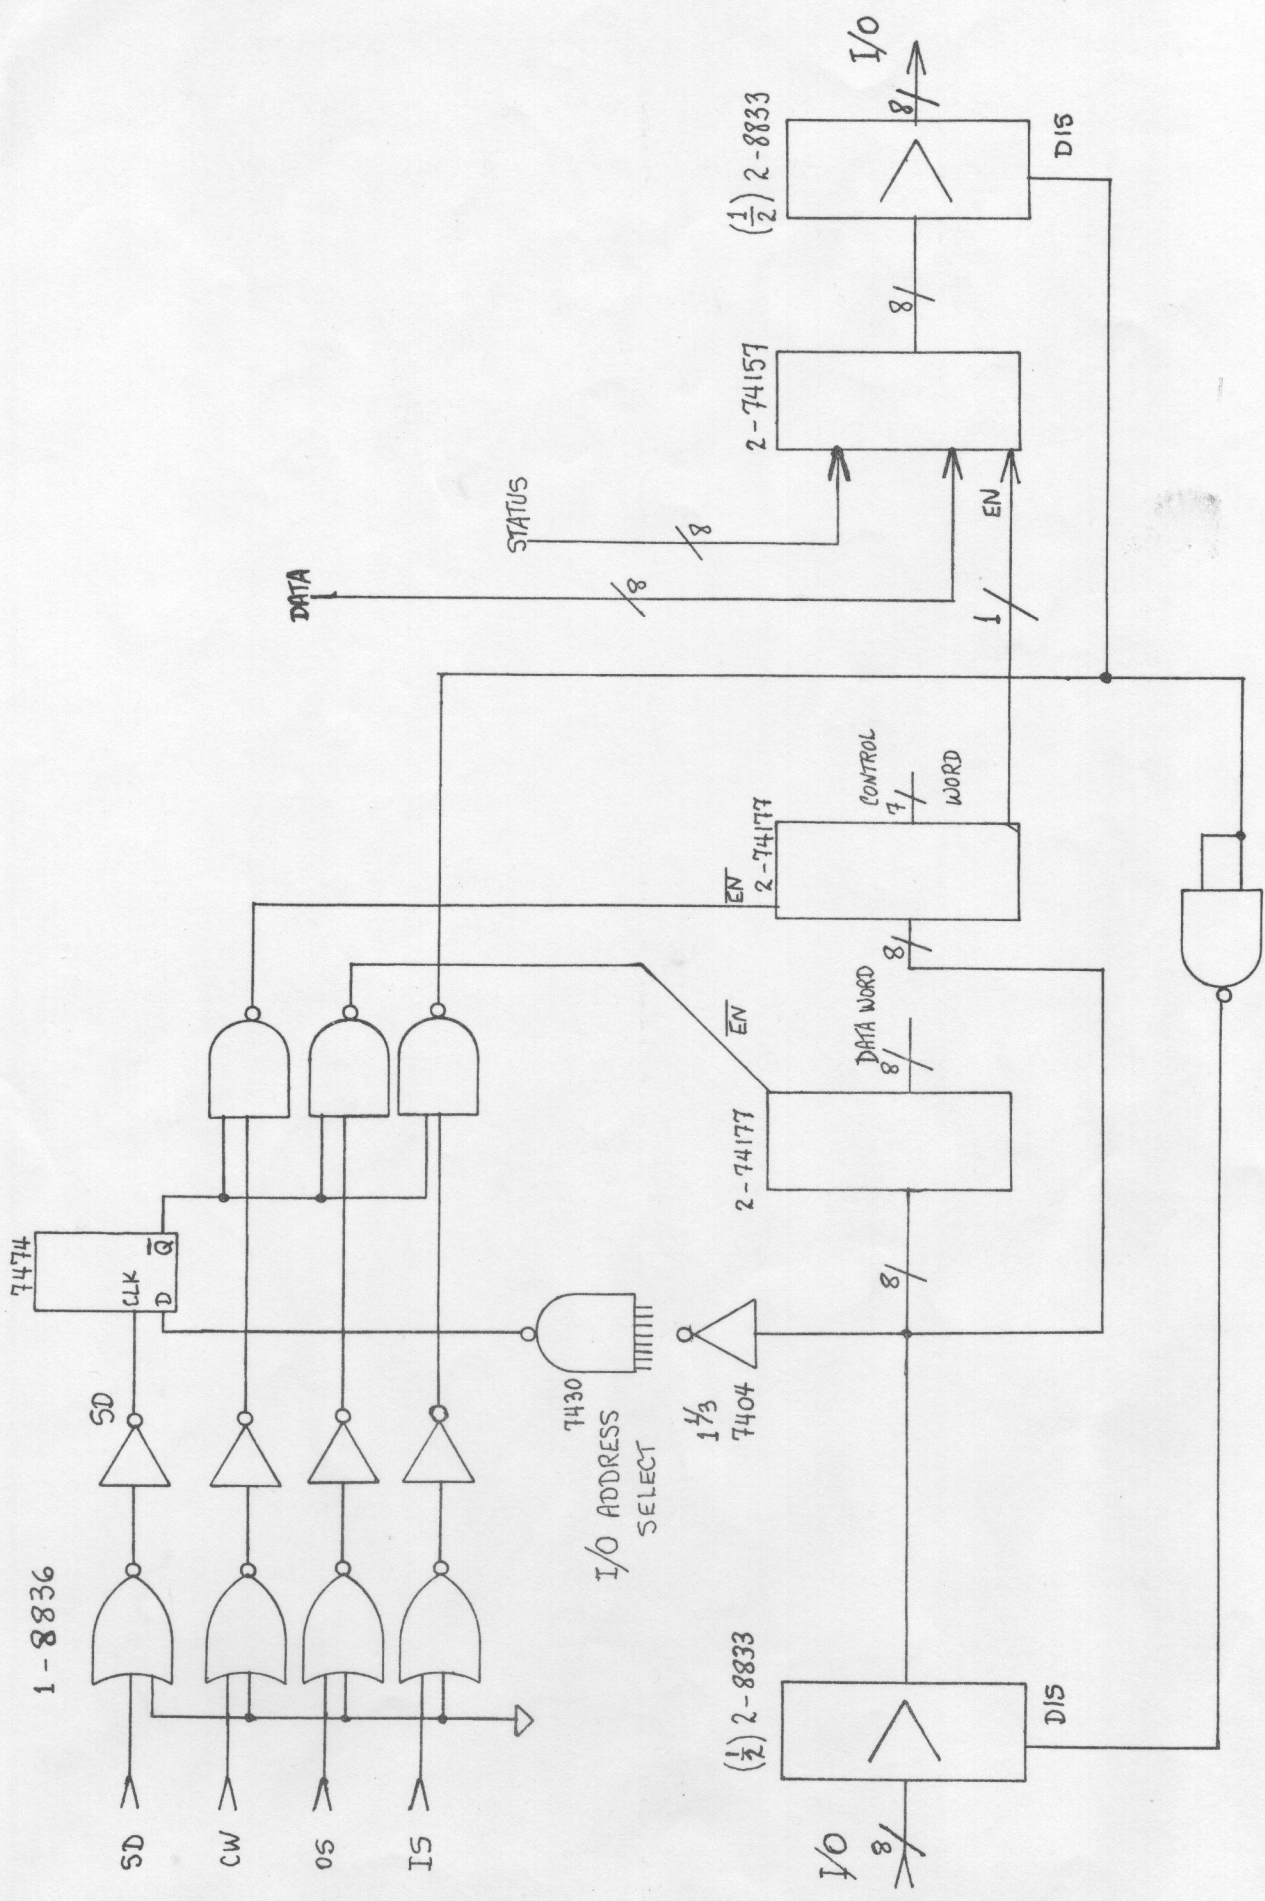 1-8836
SD
CW
OS
IS
SD
7474
CLK
D
Q̅
7430
I/O ADDRESS
SELECT
1 1/3
7404
DATA
8
STATUS
8
I/O
8
(1/2) 2-8833
DIS
8
2-74177
E̅N̅
DATA WORD
8
8
2-74177
E̅N̅
CONTROL
7
WORD
1
EN
2-74157
8
(1/2) 2-8833
DIS
8
I/O